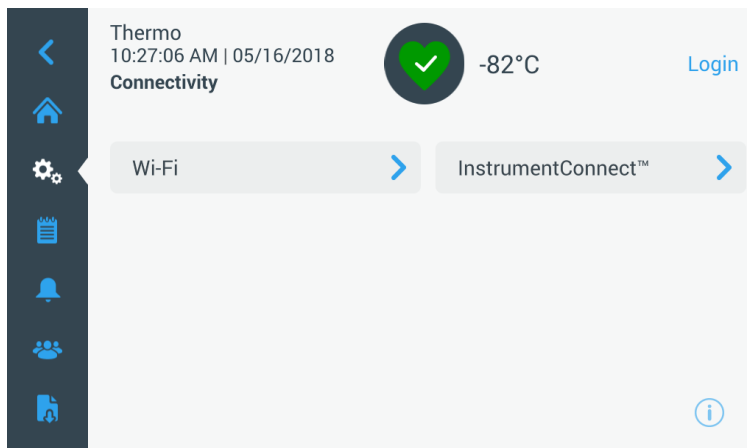 Thermo
10:27:06 AM | 05/16/2018
Connectivity
-82°C
Login
Wi-Fi
InstrumentConnect™